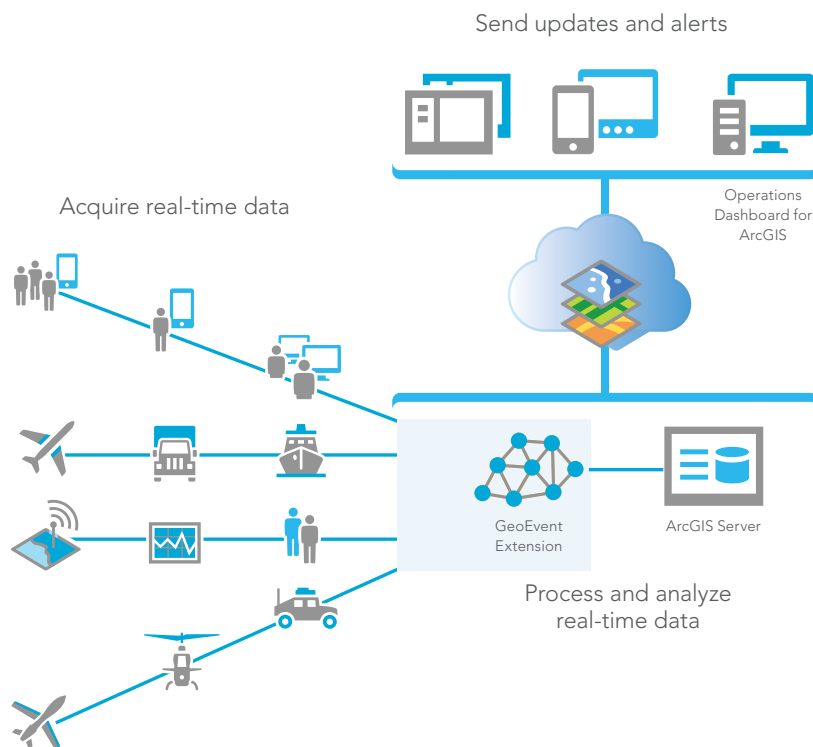 Send updates and alerts
Operations
Dashboard for
ArcGIS
Acquire real-time data
GeoEvent
Extension
ArcGIS Server
Process and analyze
real-time data